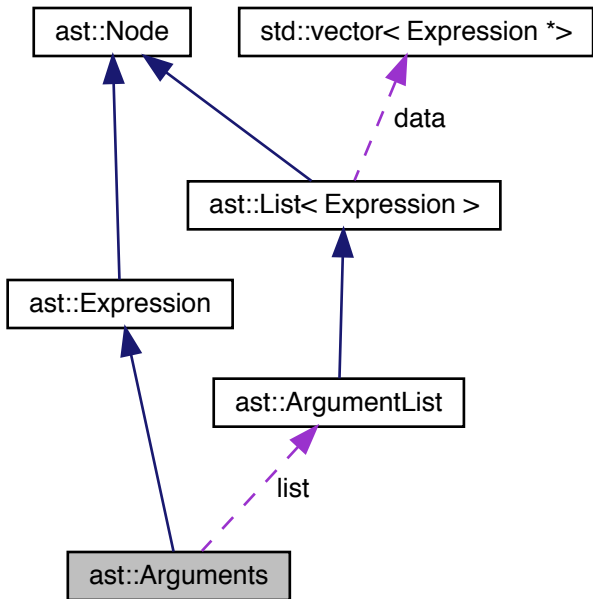 ast::Node
std::vector< Expression *>
data
ast::List< Expression >
ast::Expression
ast::ArgumentList
list
ast::Arguments